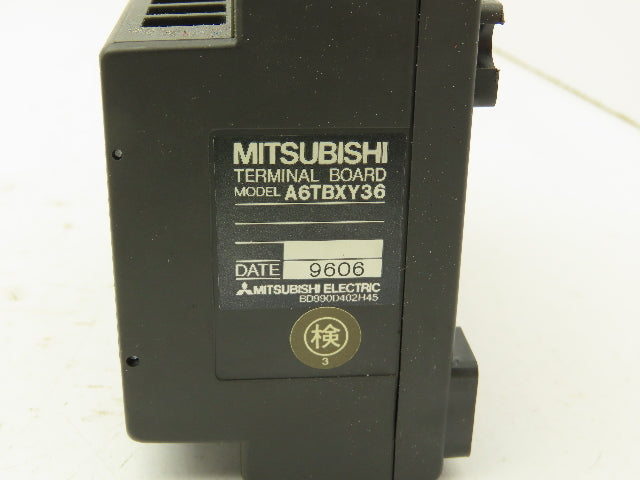 MITSUBISHI
TERMINAL BOARD
MODEL A6TBXY36
DATE 9606
MITSUBISHI ELECTRIC
BD990D402H45
検
3